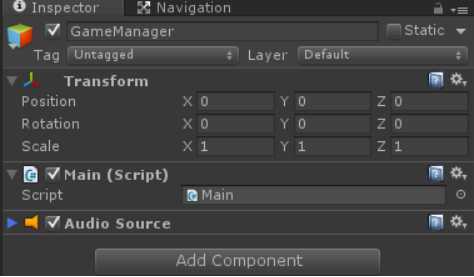 Inspector Navigation
GameManager Static
Tag Untagged Layer Default
Transform
Position X 0 Y 0 Z 0
Rotation X 0 Y 0 Z 0
Scale X 1 Y 1 Z 1
Main (Script)
Script Main
Audio Source
Add Component